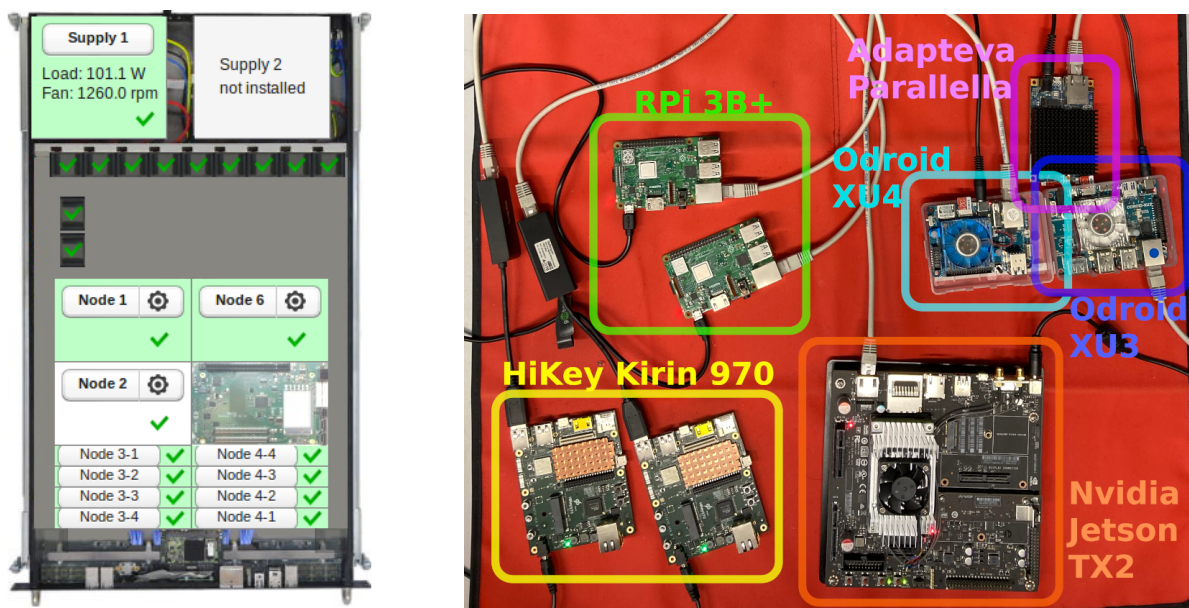 Supply 1
Load: 101.1 W
Fan: 1260.0 rpm
Supply 2
not installed
Node 1
Node 6
Node 2
Node 3-1
Node 4-4
Node 3-2
Node 4-3
Node 3-3
Node 4-2
Node 3-4
Node 4-1
Adapteva
Parallella
RPi 3B+
Odroid
XU4
Odroid
XU3
HiKey Kirin 970
Nvidia
Jetson
TX2